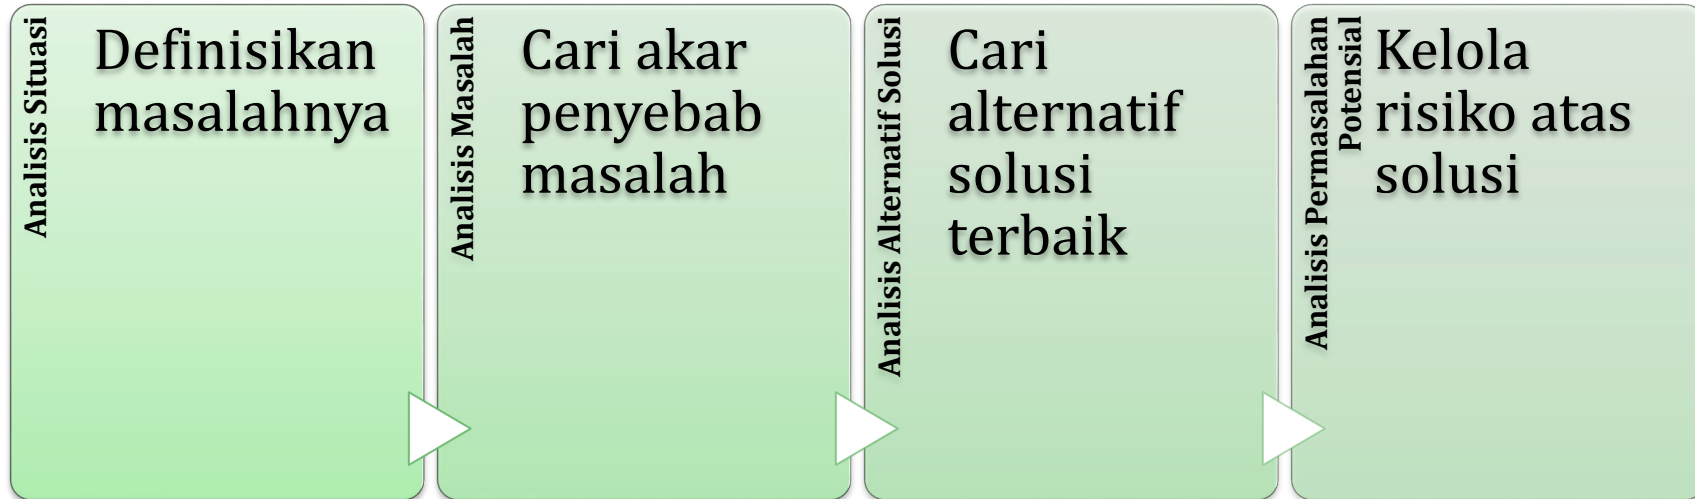 Analisis Situasi
Definisikan
masalahnya
Analisis Masalah
Cari akar
penyebab
masalah
Analisis Alternatif Solusi
Cari
alternatif
solusi
terbaik
Analisis Permasalahan
Potensial
Kelola
risiko atas
solusi